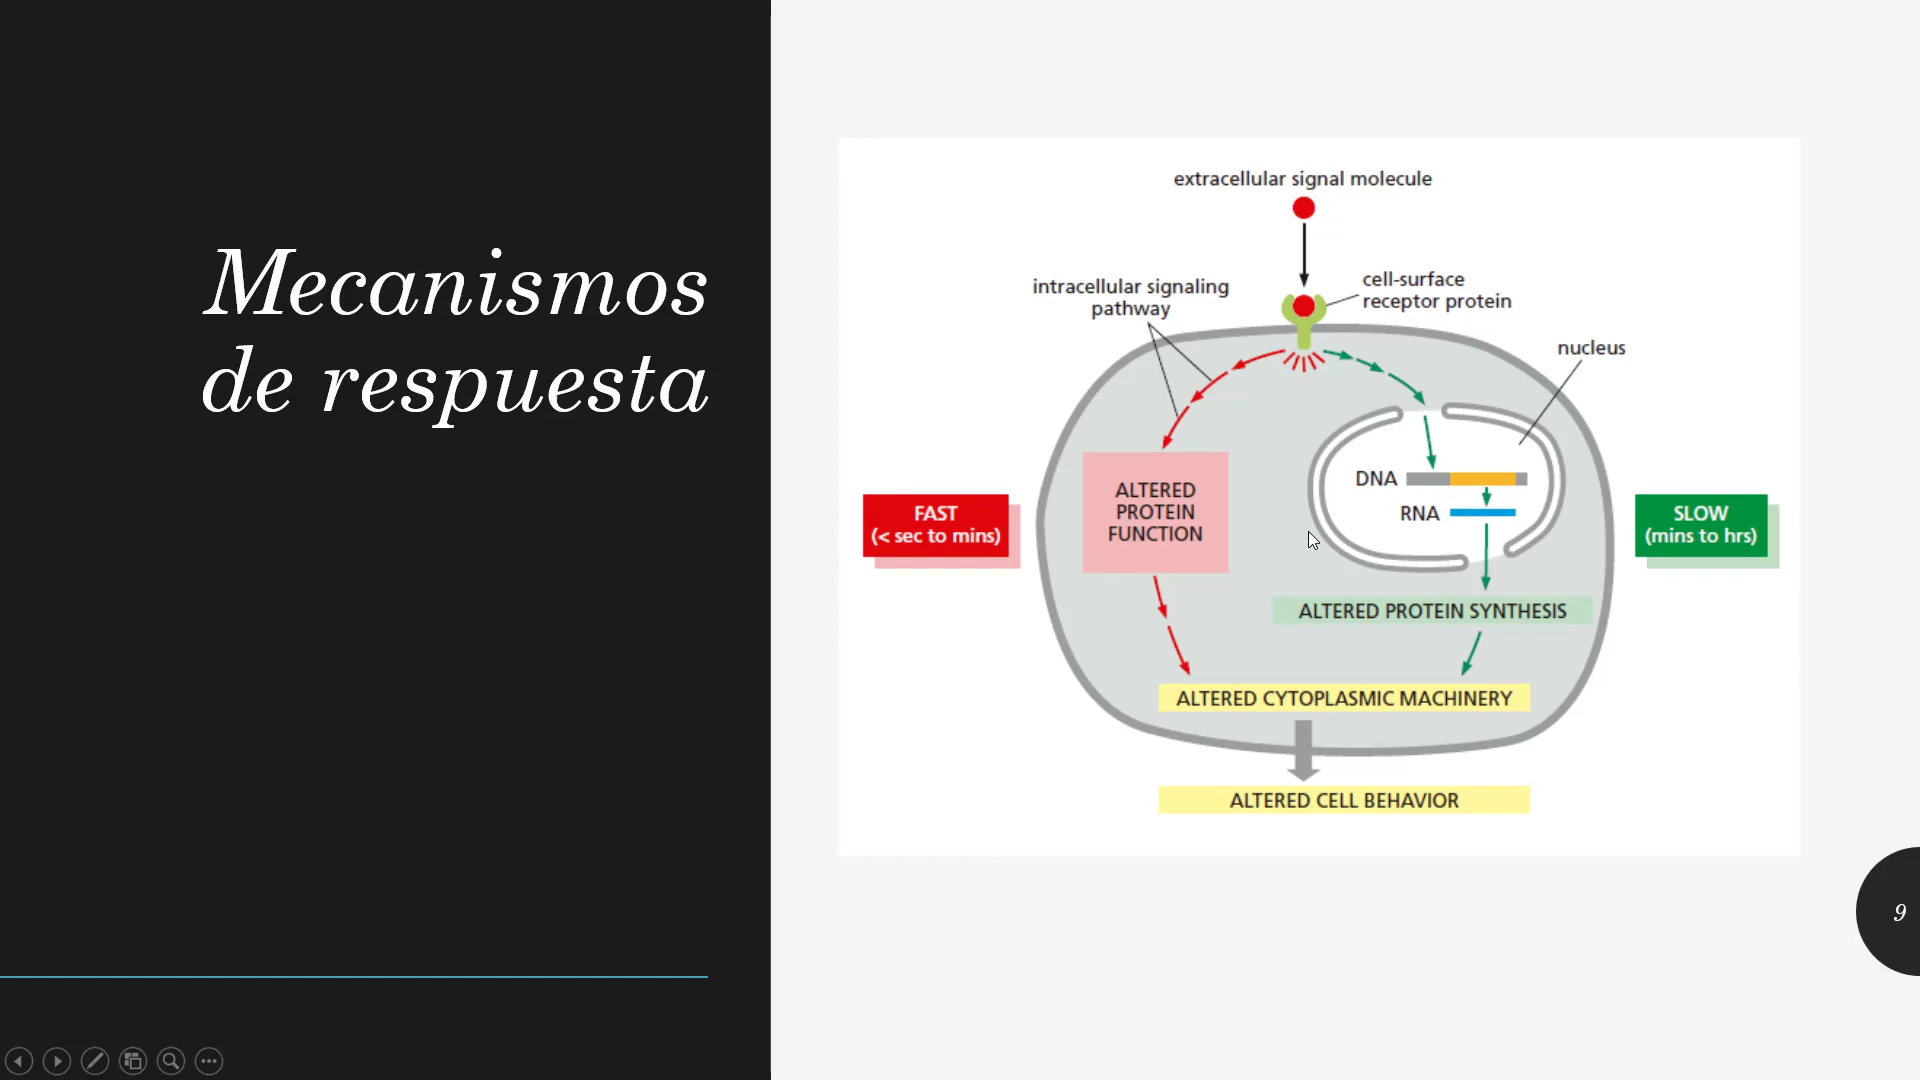 Mecanismos
de respuesta
extracellular signal molecule
intracellular signaling
pathway
cell-surface
receptor protein
nucleus
DNA
RNA
ALTERED
PROTEIN
FUNCTION
FAST
(< sec to mins)
SLOW
(mins to hrs)
ALTERED PROTEIN SYNTHESIS
ALTERED CYTOPLASMIC MACHINERY
ALTERED CELL BEHAVIOR
9